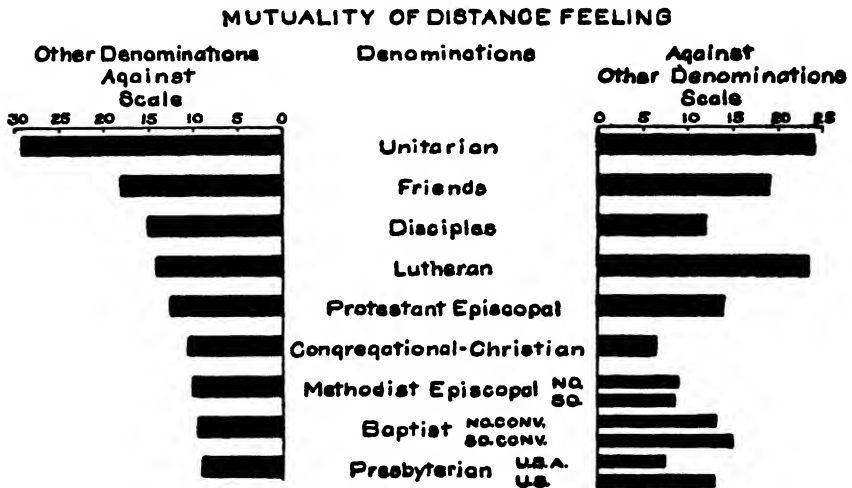 MUTUALITY OF DISTANCE FEELING
Other Denominations
Against
Scale
Denominations
Against
Other Denominations
Scale
30 25 20 15 10 5 0
0 5 10 15 20 25
Unitarian
Friends
Disciples
Lutheran
Protestant Episcopal
Congregational-Christian
Methodist Episcopal NO.
SO.
Baptist NO.CONV.
SO.CONV.
Presbyterian U.S.A.
U.S.